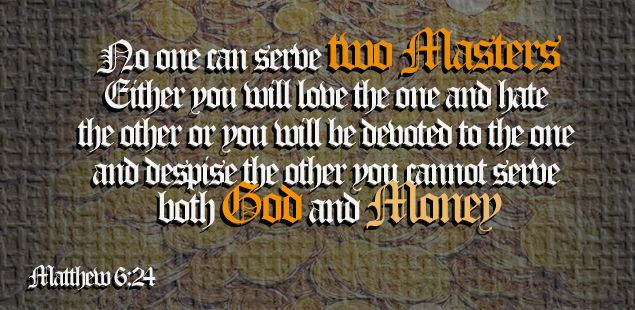 No one can serve two Masters
Either you will love the one and hate
the other or you will be devoted to the one
and despise the other you cannot serve
both God and Money
Matthew 6:24